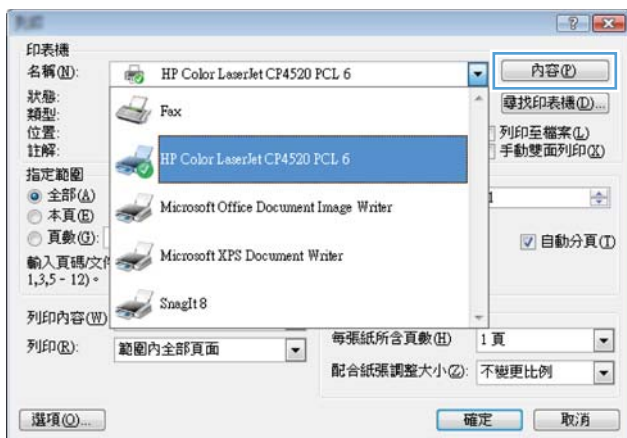 印表機
名稱(N): HP Color LaserJet CP4520 PCL 6 內容(P)
狀態:
類型:
位置:
註解:
尋找印表機(D)...
列印至檔案(L)
手動雙面列印(X)
Fax
HP Color LaserJet CP4520 PCL 6
Microsoft Office Document Image Writer
Microsoft XPS Document Writer
SnagIt 8
指定範圍
全部(A)
本頁(E)
頁數(G):
輸入頁碼/文件
1,3,5 - 12)。
1
自動分頁(T)
列印內容(W)
列印(R): 範圍內全部頁面
每張紙所含頁數(H) 1 頁
配合紙張調整大小(Z): 不變更比例
選項(O)... 確定 取消